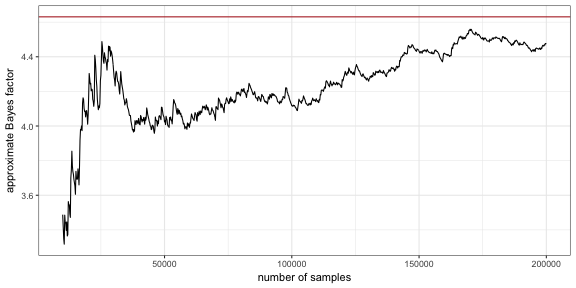 4.4
4.0
3.6
approximate Bayes factor
50000 100000 150000 200000
number of samples